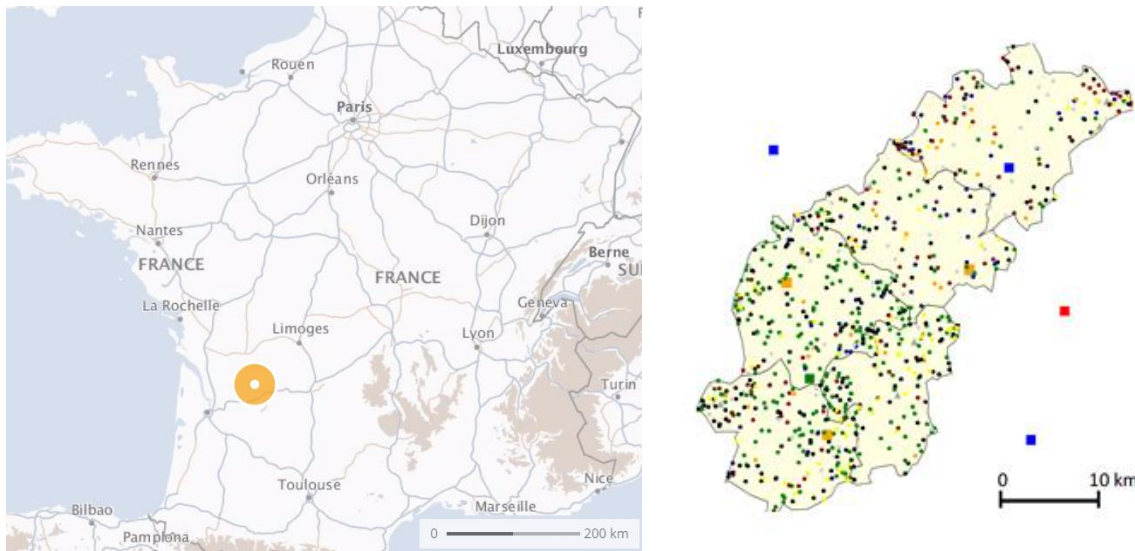 Luxembourg
Rouen
Paris
Rennes
Orléans
Nantes
Dijon
FRANCE
FRANCE
Berne
SUI
La Rochelle
Geneva
Limoges
Lyon
Turin
Toulouse
Nice
Bilbao
Marseille
Pamplona
0 200 km
0 10 km